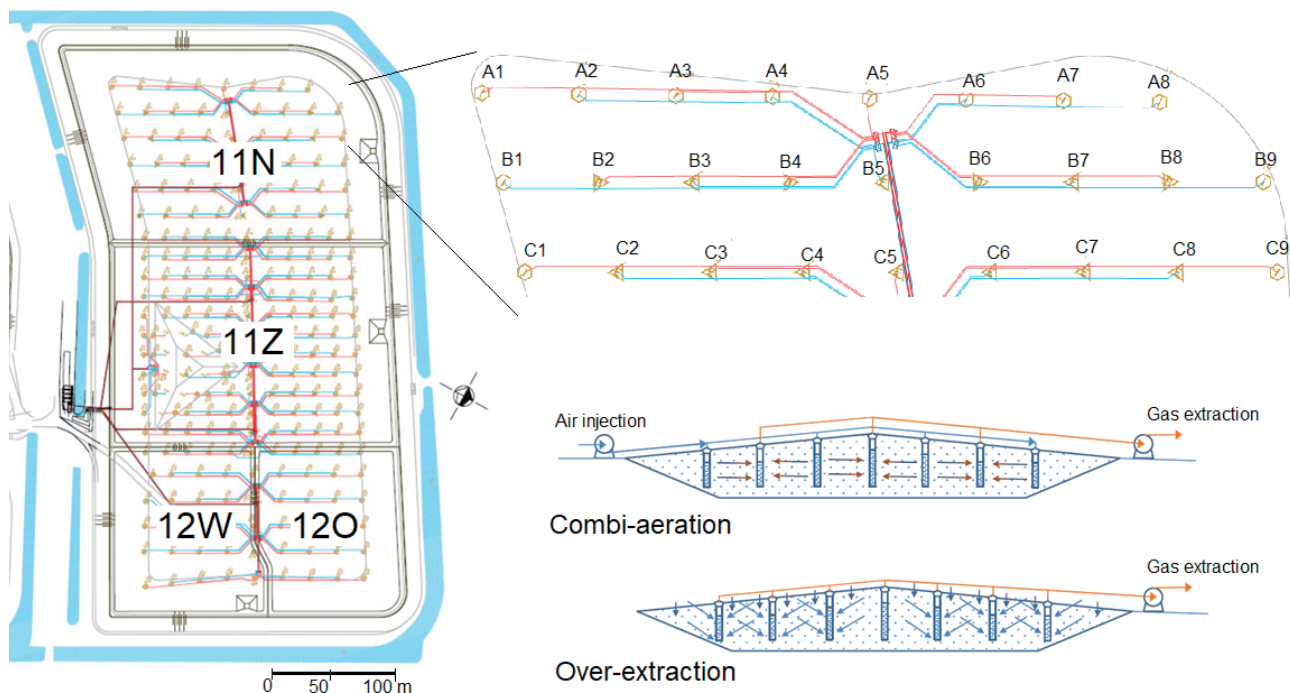 11N
11Z
12W 12O
0 50 100 m
A1 A2 A3 A4 A5 A6 A7 A8
B1 B2 B3 B4 B5 B6 B7 B8 B9
C1 C2 C3 C4 C5 C6 C7 C8 C9
Air injection
Gas extraction
Combi-aeration
Gas extraction
Over-extraction